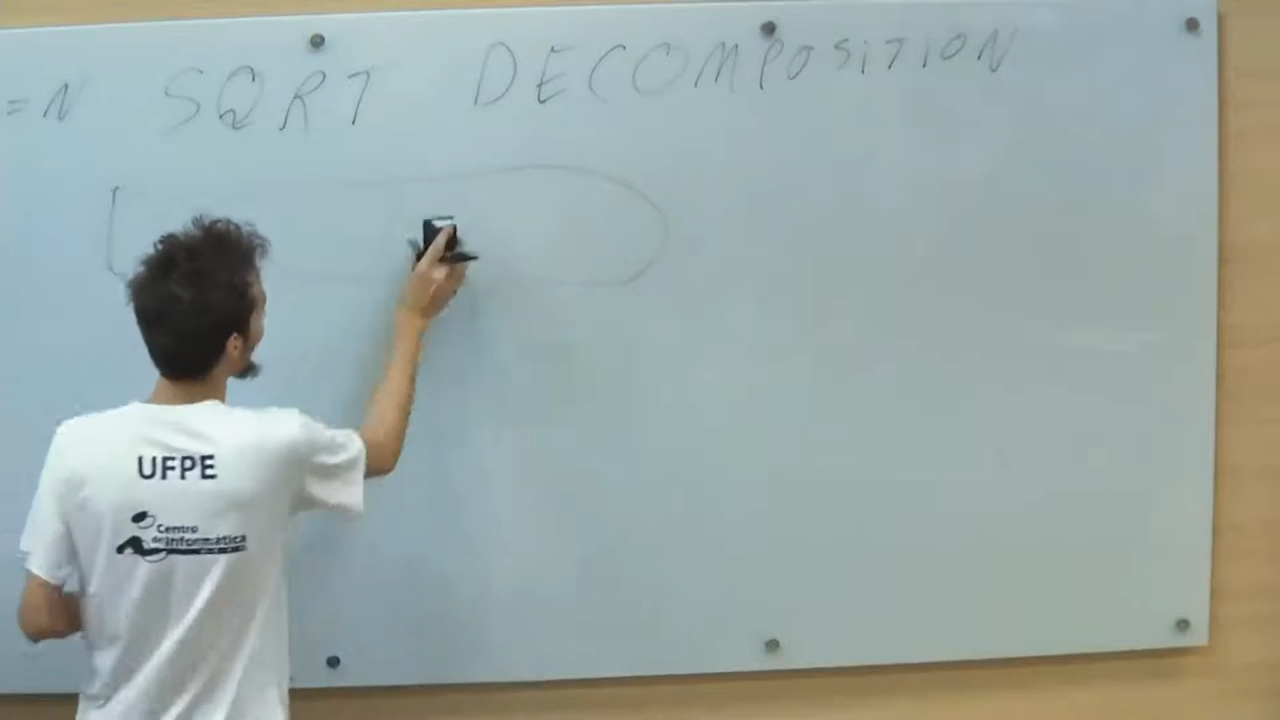 =N SQRT DECOMPOSITION
UFPE
Centro
de Informática